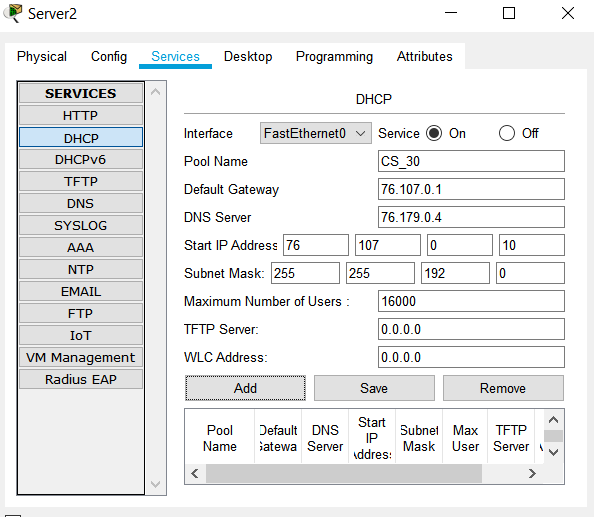 Server2
Physical Config Services Desktop Programming Attributes
SERVICES
HTTP
DHCP
DHCPv6
TFTP
DNS
SYSLOG
AAA
NTP
EMAIL
FTP
IoT
VM Management
Radius EAP
DHCP
Interface FastEthernet0 Service On Off
Pool Name CS_30
Default Gateway 76.107.0.1
DNS Server 76.179.0.4
Start IP Address 76 107 0 10
Subnet Mask: 255 255 192 0
Maximum Number of Users : 16000
TFTP Server: 0.0.0.0
WLC Address: 0.0.0.0
Add Save Remove
Pool Name
Default Gateway
DNS Server
Start IP Address
Subnet Mask
Max User
TFTP Server